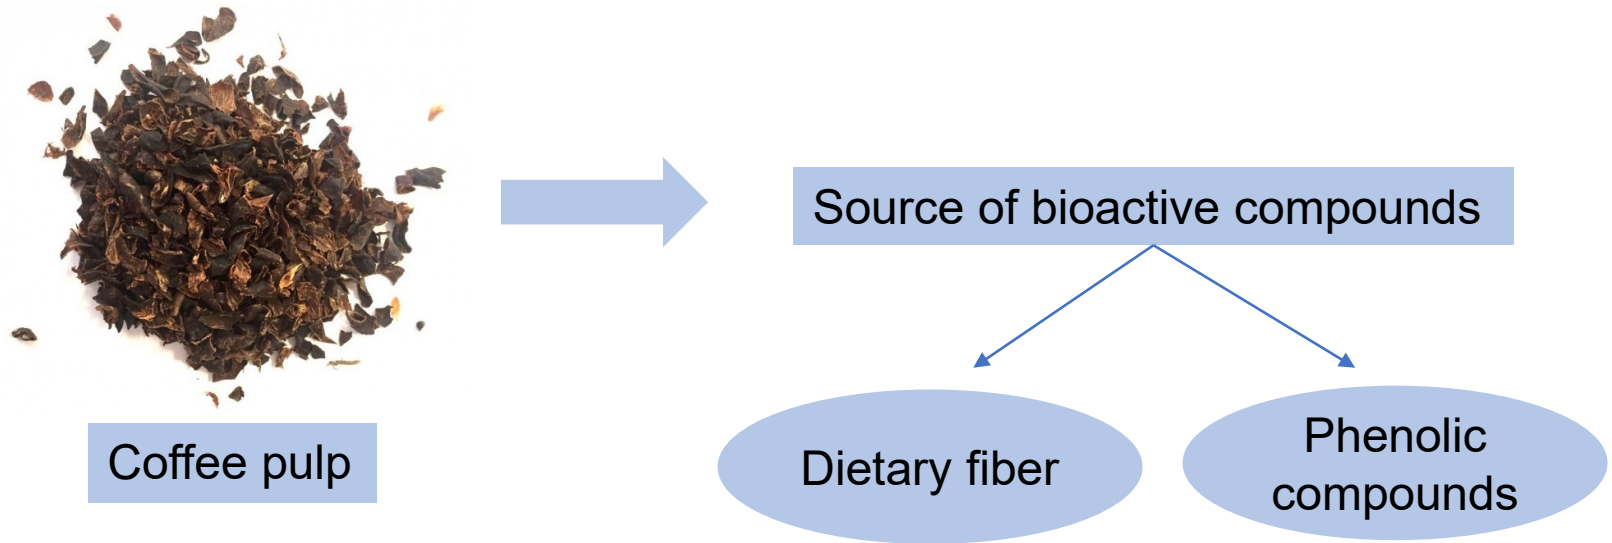 Source of bioactive compounds
Coffee pulp
Dietary fiber
Phenolic
compounds